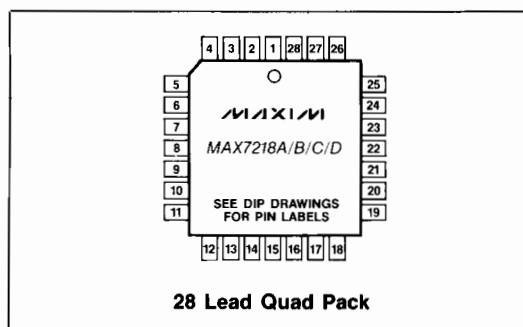 4 3 2 1 28 27 26
5 25
6 24
7 23
8 22
9 21
10 20
11 19
MAXIM
MAX7218A/B/C/D
SEE DIP DRAWINGS
FOR PIN LABELS
12 13 14 15 16 17 18
28 Lead Quad Pack